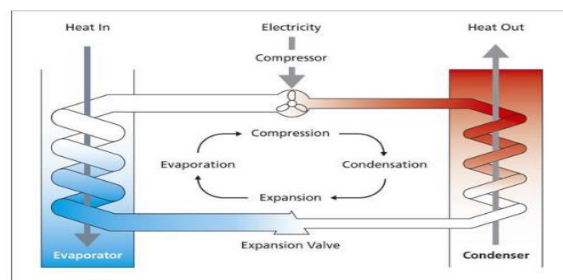 Heat In
Electricity
Heat Out
Compressor
Compression
Evaporation
Condensation
Expansion
Expansion Valve
Evaporator
Condenser